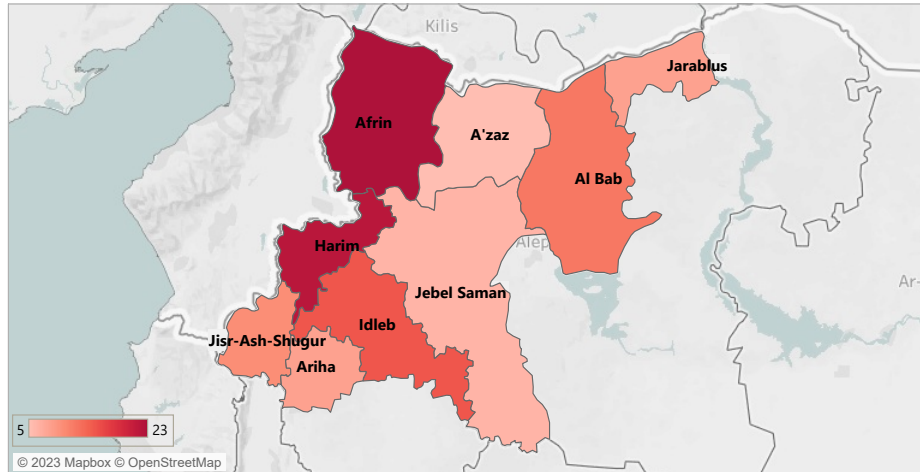 Kilis
Jarablus
Afrin
A'zaz
Al Bab
Harim
Alep
Jebel Saman
Ar-
Idleb
Jisr-Ash-Shugur
Ariha
5
23
© 2023 Mapbox © OpenStreetMap